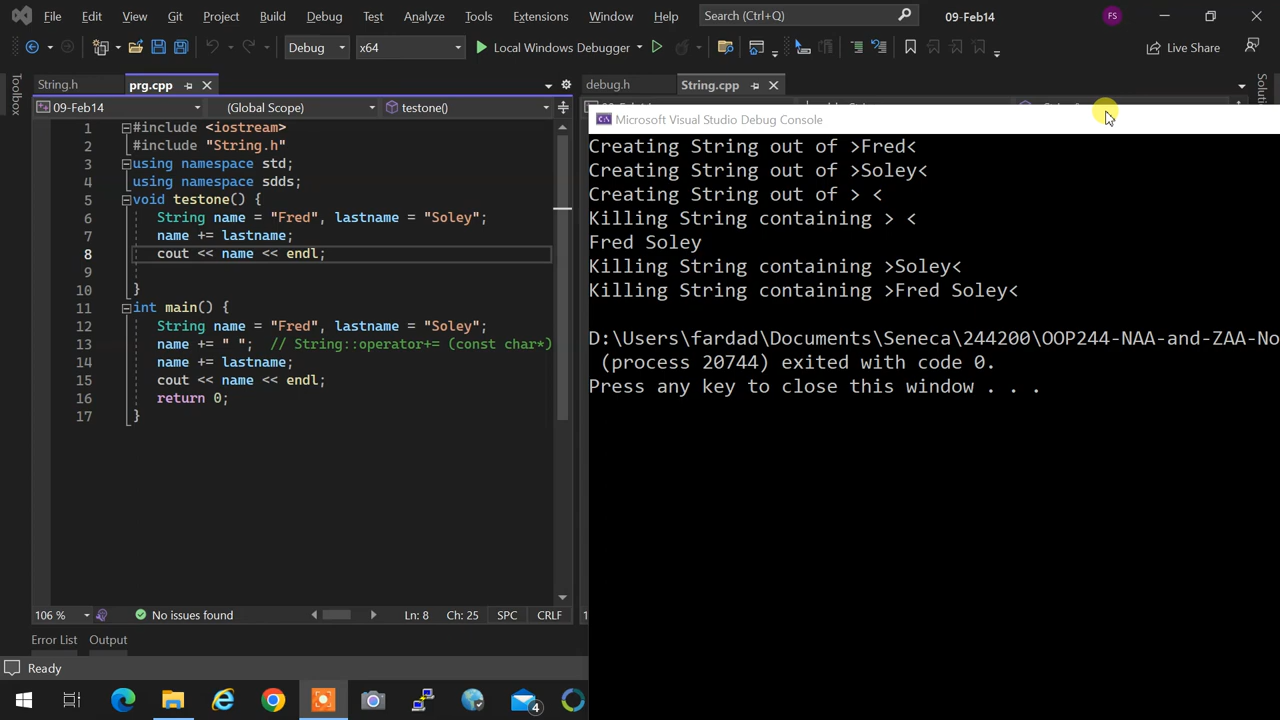 File Edit View Git Project Build Debug Test Analyze Tools Extensions Window Help Search (Ctrl+Q) FS 09-Feb14
Debug x64 Local Windows Debugger Live Share
Toolbox
String.h prg.cpp
09-Feb14 (Global Scope) testone()
1 #include <iostream>
2 #include "String.h"
3 using namespace std;
4 using namespace sdds;
5 void testone() {
6 String name = "Fred", lastname = "Soley";
7 name += lastname;
8 cout << name << endl;
9
10 }
11 int main() {
12 String name = "Fred", lastname = "Soley";
13 name += " "; // String::operator+= (const char*)
14 name += lastname;
15 cout << name << endl;
16 return 0;
17 }
106 % No issues found Ln: 8 Ch: 25 SPC CRLF
Error List Output
Ready
4
debug.h String.cpp
Microsoft Visual Studio Debug Console
Creating String out of >Fred<
Creating String out of >Soley<
Creating String out of > <
Killing String containing > <
Fred Soley
Killing String containing >Soley<
Killing String containing >Fred Soley<
D:\Users\fardad\Documents\Seneca\244200\OOP244-NAA-and-ZAA-No
(process 20744) exited with code 0.
Press any key to close this window . . .